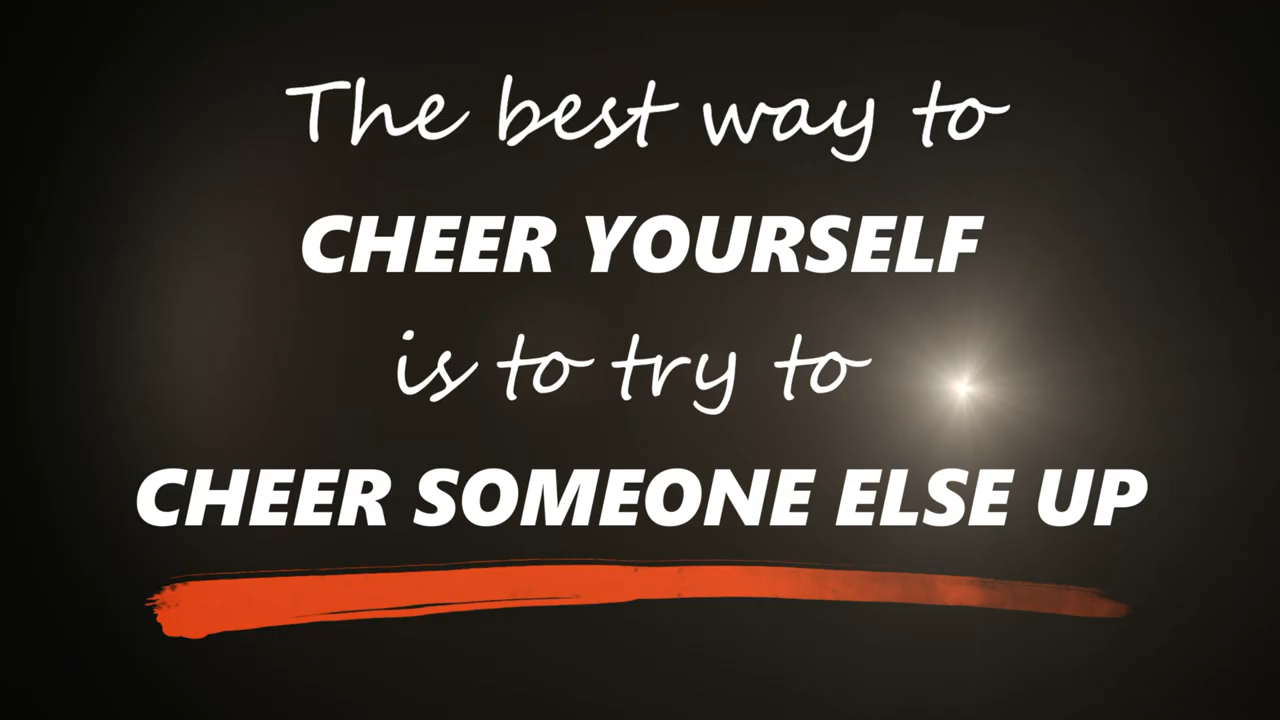 The best way to
CHEER YOURSELF
is to try to
CHEER SOMEONE ELSE UP